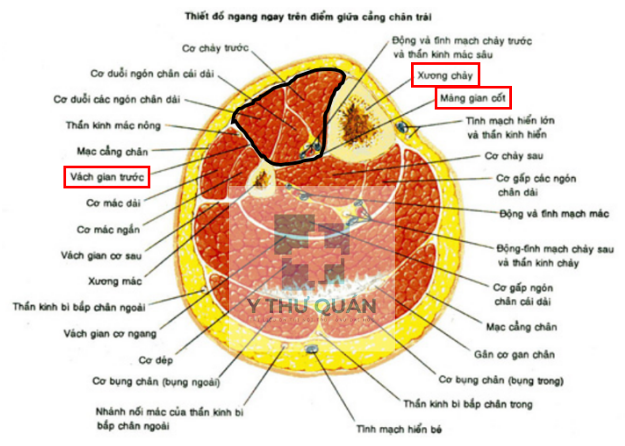 Thiết đồ ngang ngay trên điểm giữa cẳng chân trái
Cơ chày trước
Cơ duỗi ngón chân cái dài
Cơ duỗi các ngón chân dài
Thần kinh mác nông
Mạc cẳng chân
Vách gian trước
Cơ mác dài
Cơ mác ngắn
Vách gian cơ sau
Xương mác
Thần kinh bì bắp chân ngoài
Vách gian cơ ngang
Cơ dép
Cơ bụng chân (bụng ngoài)
Nhánh nối mác của thần kinh bì
bắp chân ngoài
Động và tĩnh mạch chày trước
và thần kinh mác sâu
Xương chày
Màng gian cốt
Tĩnh mạch hiển lớn
và thần kinh hiển
Cơ chày sau
Cơ gấp các ngón
chân dài
Động và tĩnh mạch mác
Động-tĩnh mạch chày sau
và thần kinh chày
Cơ gấp ngón
chân cái dài
Mạc cẳng chân
Gân cơ gan chân
Cơ bụng chân (bụng trong)
Thần kinh bì bắp chân trong
Tĩnh mạch hiển bé
Y THƯ QUÁN